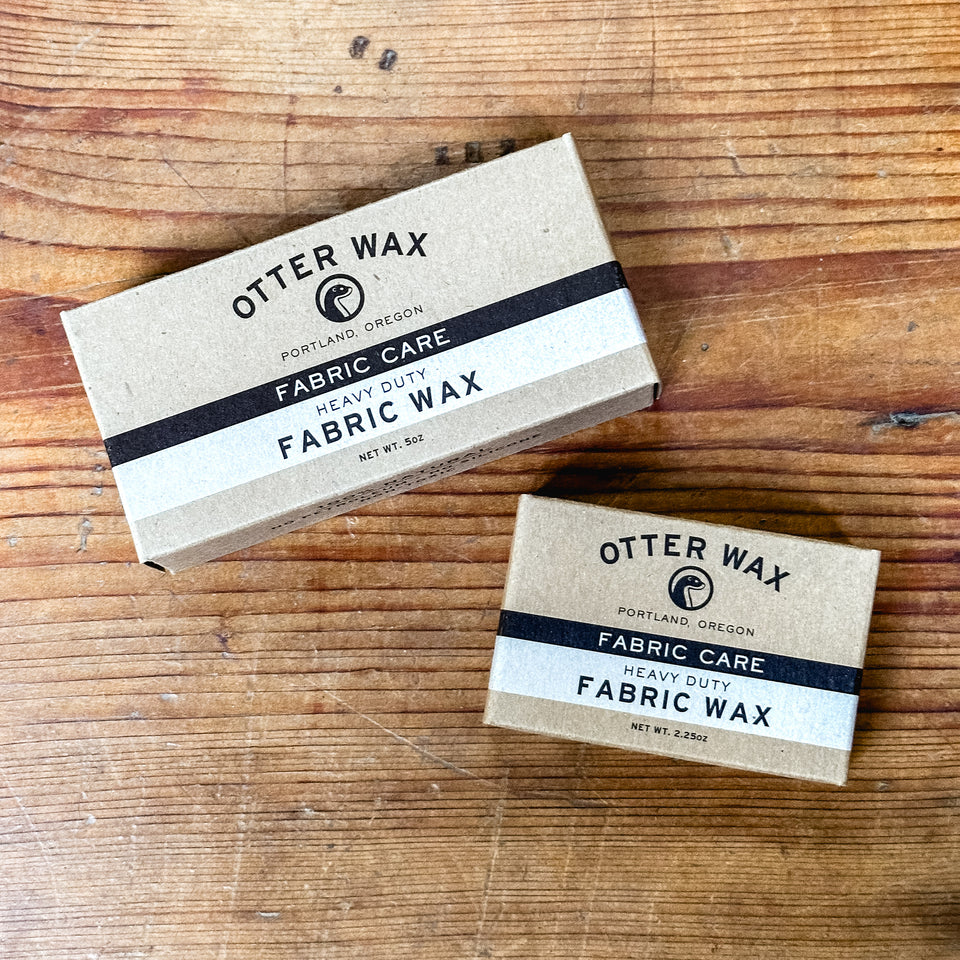 OTTER WAX
PORTLAND, OREGON
FABRIC CARE
HEAVY DUTY
FABRIC WAX
NET WT. 5oz
OTTER WAX
PORTLAND, OREGON
FABRIC CARE
HEAVY DUTY
FABRIC WAX
NET WT. 2.25oz